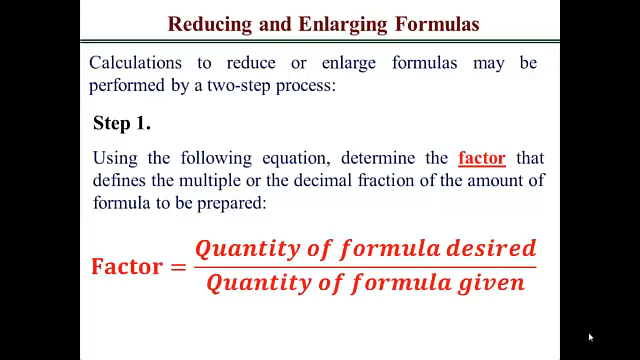 Reducing and Enlarging Formulas
Calculations to reduce or enlarge formulas may be
performed by a two-step process:
Step 1.
Using the following equation, determine the factor that
defines the multiple or the decimal fraction of the amount of
formula to be prepared:
Factor = Quantity of formula desired
Quantity of formula given